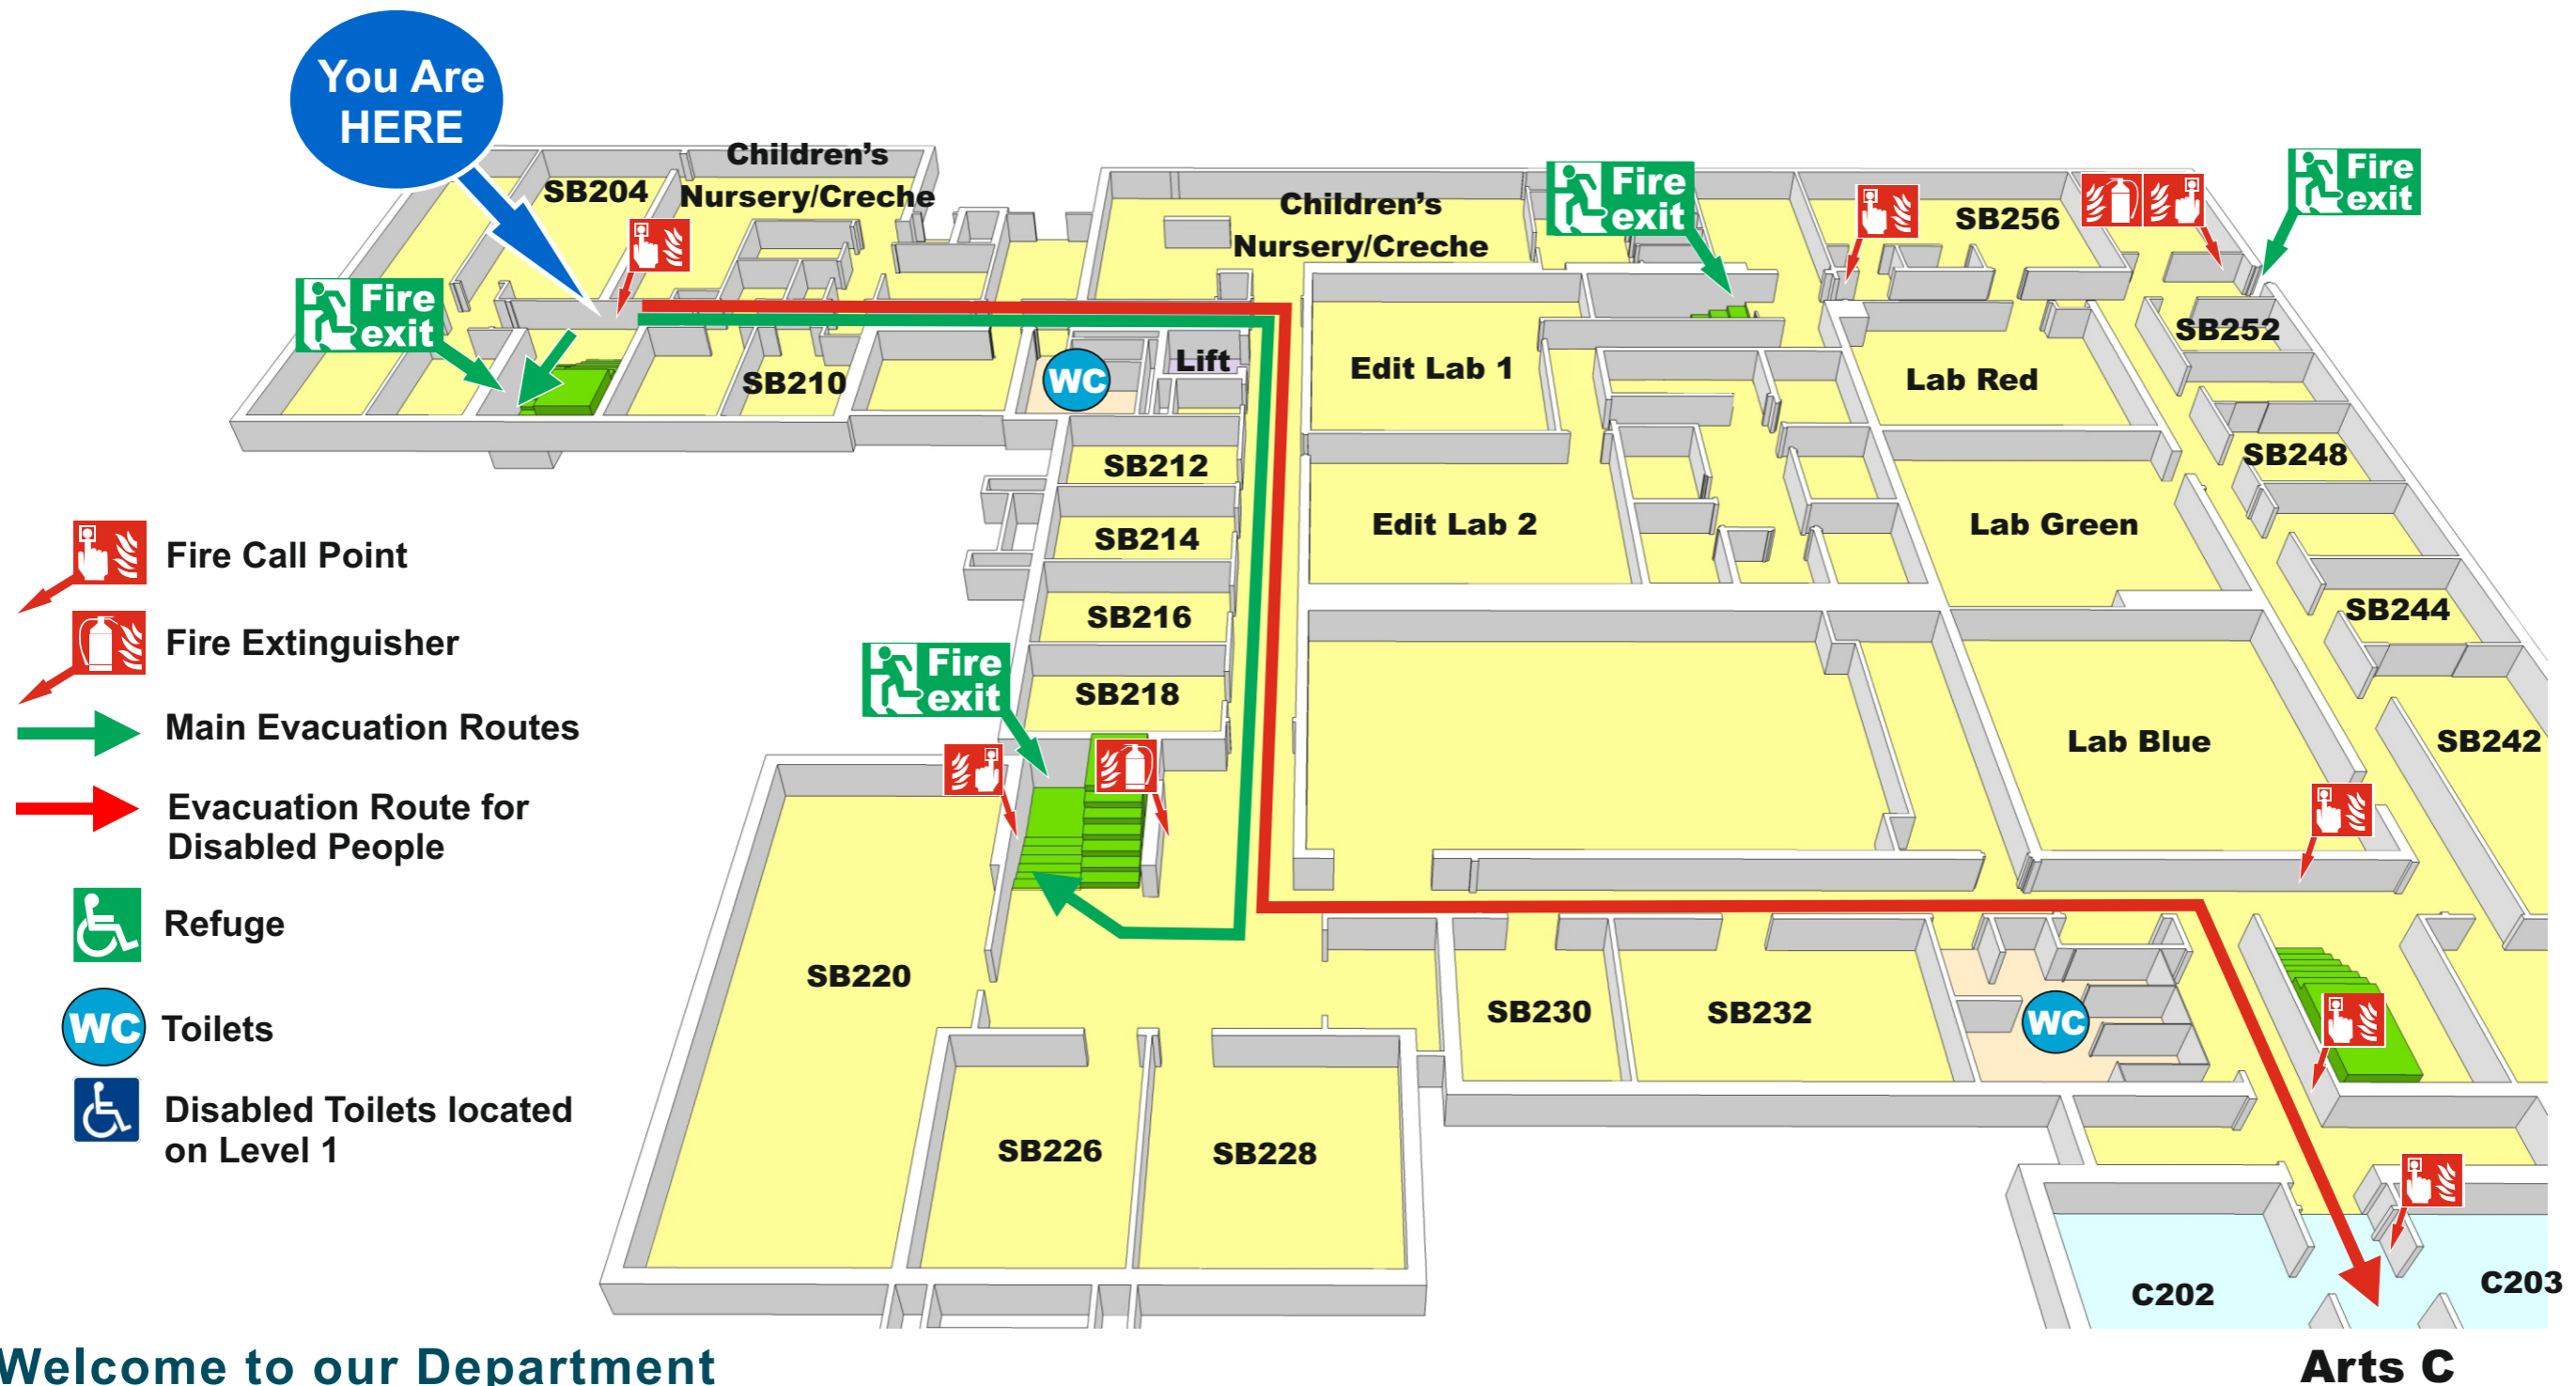 You Are
HERE
Children's
Nursery/Creche
SB204
Children's
Nursery/Creche
Fire
exit
SB256
Fire
exit
Fire
exit
SB210
WC
Lift
Edit Lab 1
Lab Red
SB252
SB212
SB248
SB214
Edit Lab 2
Lab Green
SB216
SB244
Fire
exit
SB218
Lab Blue
SB242
SB220
SB230
SB232
WC
SB226
SB228
C202
C203
Arts C
Fire Call Point
Fire Extinguisher
Main Evacuation Routes
Evacuation Route for
Disabled People
Refuge
WC
Toilets
Disabled Toilets located
on Level 1
Welcome to our Department